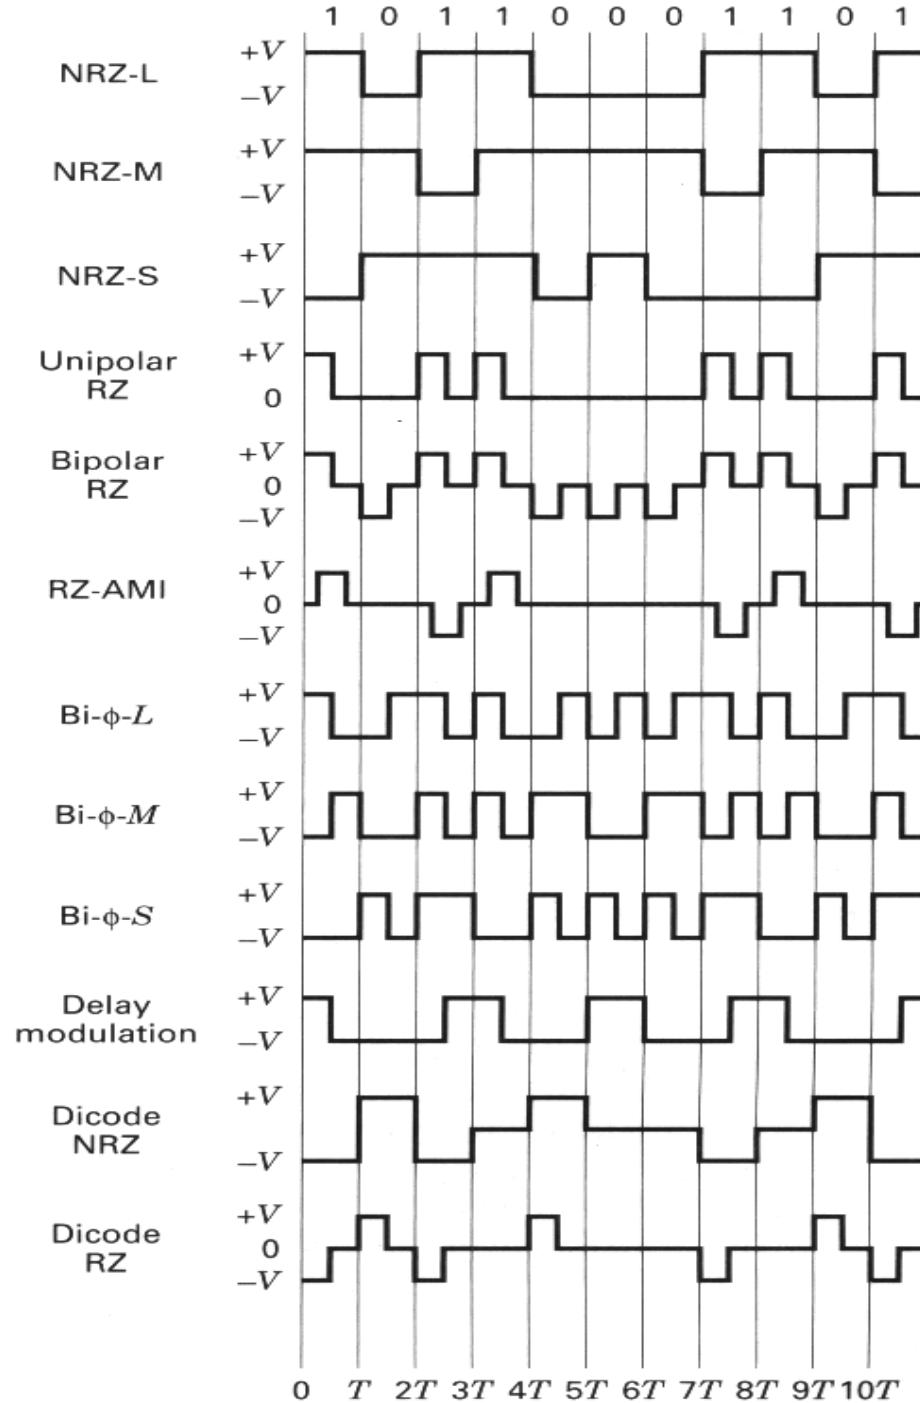 1 0 1 1 0 0 0 1 1 0 1
NRZ-L +V
−V
NRZ-M +V
−V
NRZ-S +V
−V
Unipolar
RZ +V
0
Bipolar
RZ +V
0
−V
RZ-AMI +V
0
−V
Bi-ϕ-L +V
−V
Bi-ϕ-M +V
−V
Bi-ϕ-S +V
−V
Delay
modulation +V
−V
Dicode
NRZ +V
−V
Dicode
RZ +V
0
−V
0 T 2T 3T 4T 5T 6T 7T 8T 9T 10T